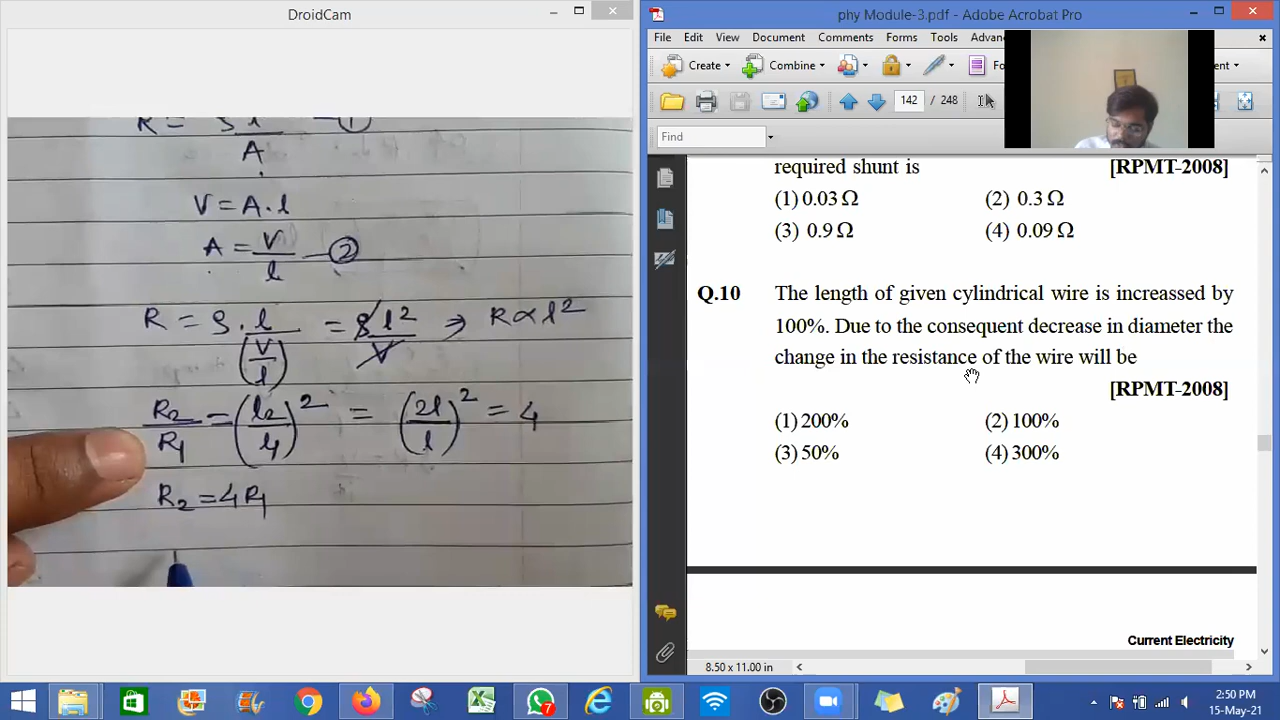 DroidCam
R = ρl/A —①
V = A·l
A = V/l —②
R = ρ·l/(V/l) = ρl²/V ⇒ R ∝ l²
R₂/R₁ = (l₂/l₁)² = (2l/l)² = 4
R₂ = 4R₁
phy Module-3.pdf - Adobe Acrobat Pro
File Edit View Document Comments Forms Tools Advan
Create Combine Fo ent
142 / 248
Find
required shunt is [RPMT-2008]
(1) 0.03 Ω (2) 0.3 Ω
(3) 0.9 Ω (4) 0.09 Ω
Q.10 The length of given cylindrical wire is increassed by
100%. Due to the consequent decrease in diameter the
change in the resistance of the wire will be
[RPMT-2008]
(1) 200% (2) 100%
(3) 50% (4) 300%
Current Electricity
8.50 x 11.00 in
7
2:50 PM
15-May-21